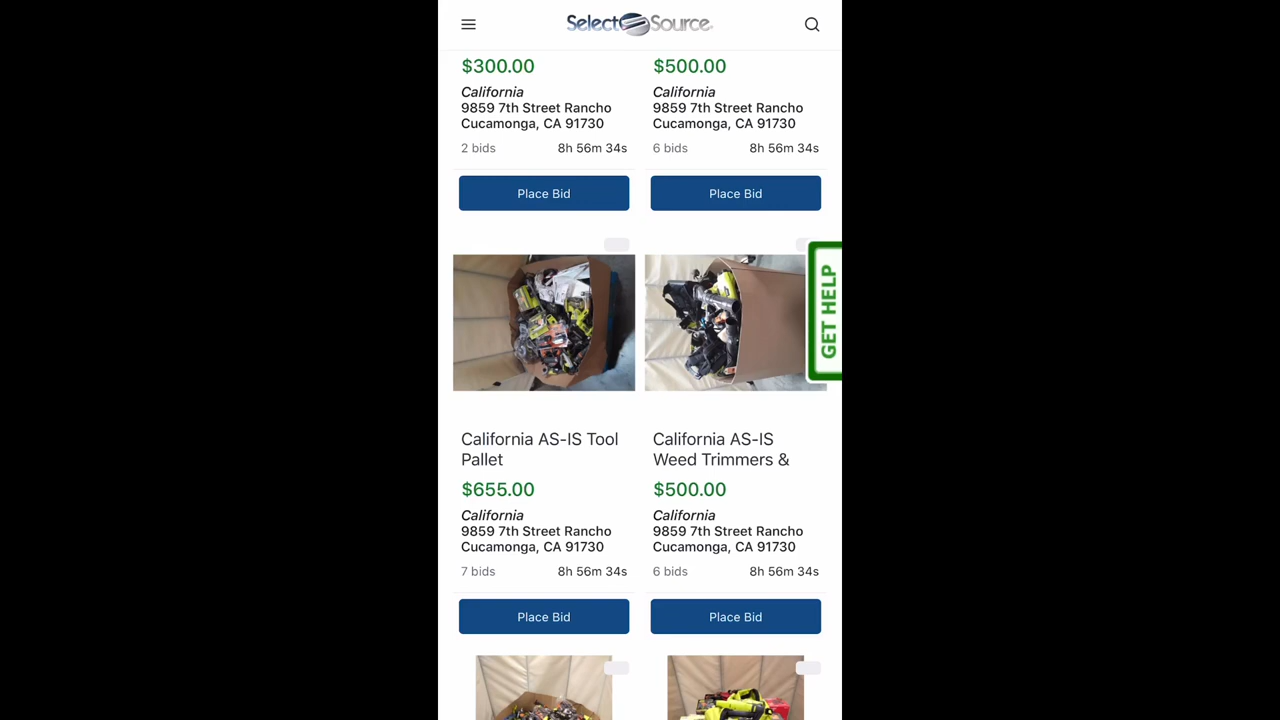 Select Source
$300.00
California
9859 7th Street Rancho
Cucamonga, CA 91730
2 bids 8h 56m 34s
Place Bid
$500.00
California
9859 7th Street Rancho
Cucamonga, CA 91730
6 bids 8h 56m 34s
Place Bid
GET HELP
California AS-IS Tool
Pallet
$655.00
California
9859 7th Street Rancho
Cucamonga, CA 91730
7 bids 8h 56m 34s
Place Bid
California AS-IS
Weed Trimmers &
$500.00
California
9859 7th Street Rancho
Cucamonga, CA 91730
6 bids 8h 56m 34s
Place Bid